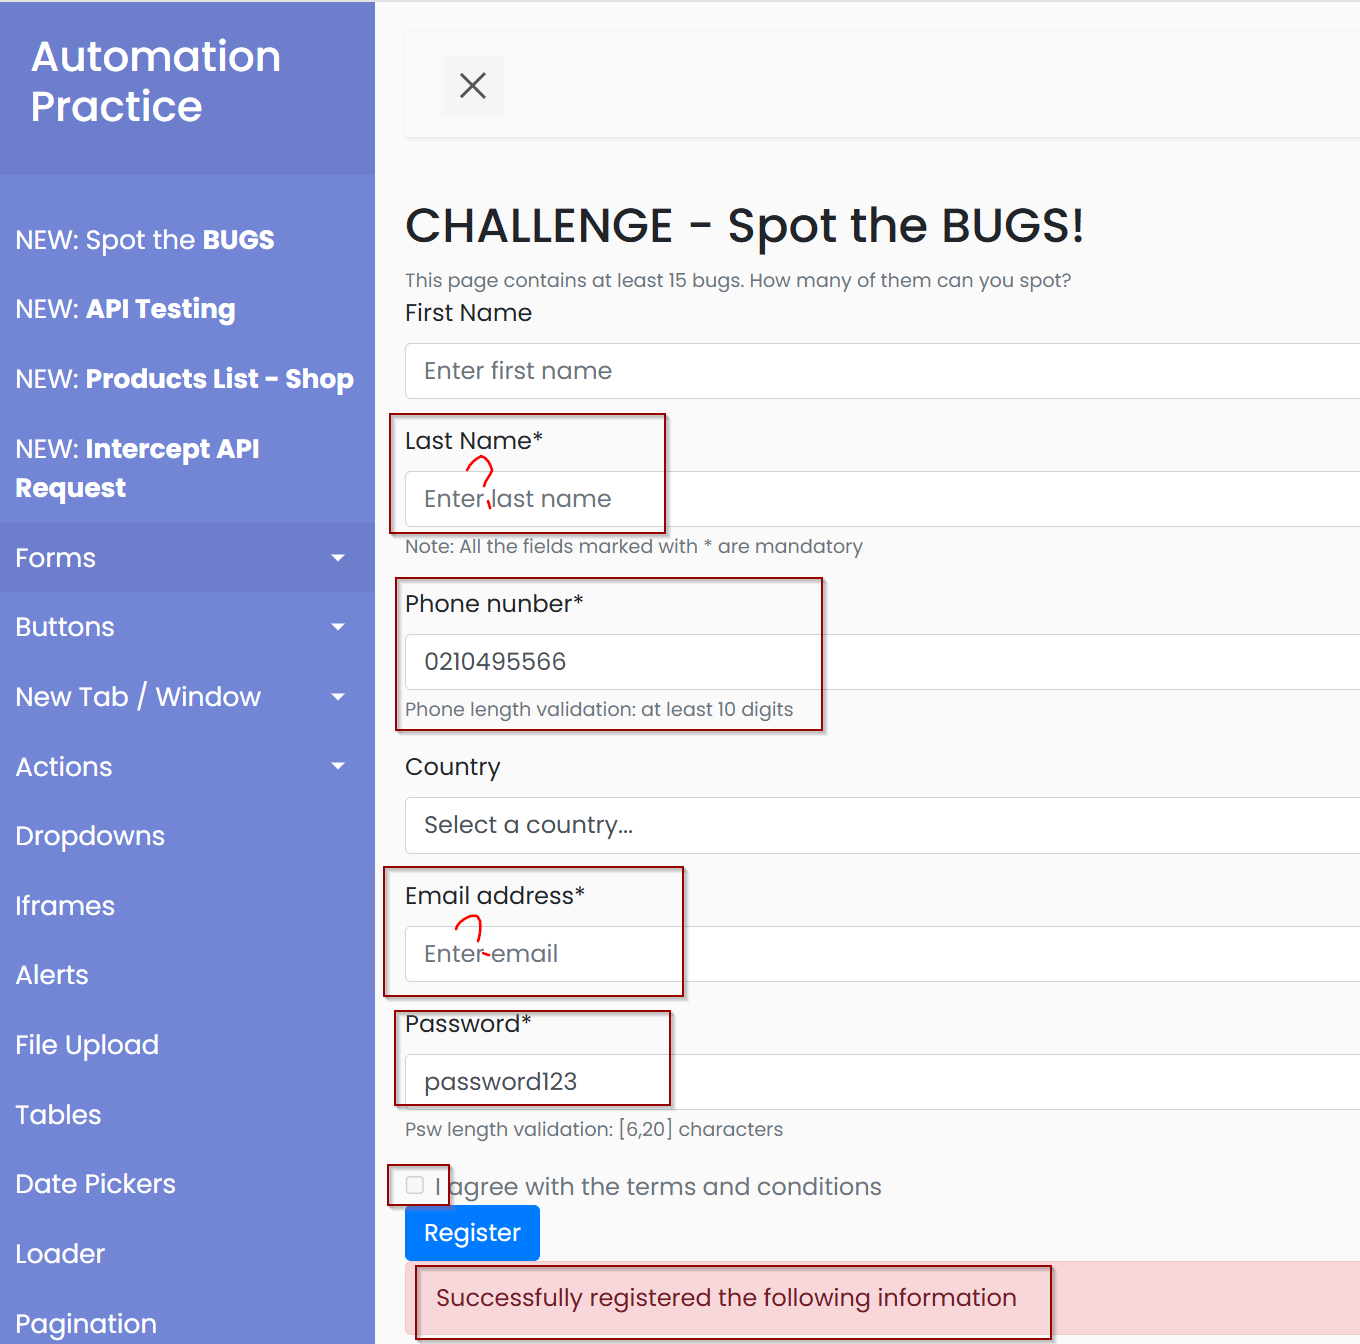 Automation
Practice
NEW: Spot the BUGS
NEW: API Testing
NEW: Products List - Shop
NEW: Intercept API
Request
Forms
Buttons
New Tab / Window
Actions
Dropdowns
Iframes
Alerts
File Upload
Tables
Date Pickers
Loader
Pagination
CHALLENGE - Spot the BUGS!
This page contains at least 15 bugs. How many of them can you spot?
First Name
Enter first name
Last Name*
?
Enter last name
Note: All the fields marked with * are mandatory
Phone nunber*
0210495566
Phone length validation: at least 10 digits
Country
Select a country...
Email address*
?
Enter email
Password*
password123
Psw length validation: [6,20] characters
I agree with the terms and conditions
Register
Successfully registered the following information